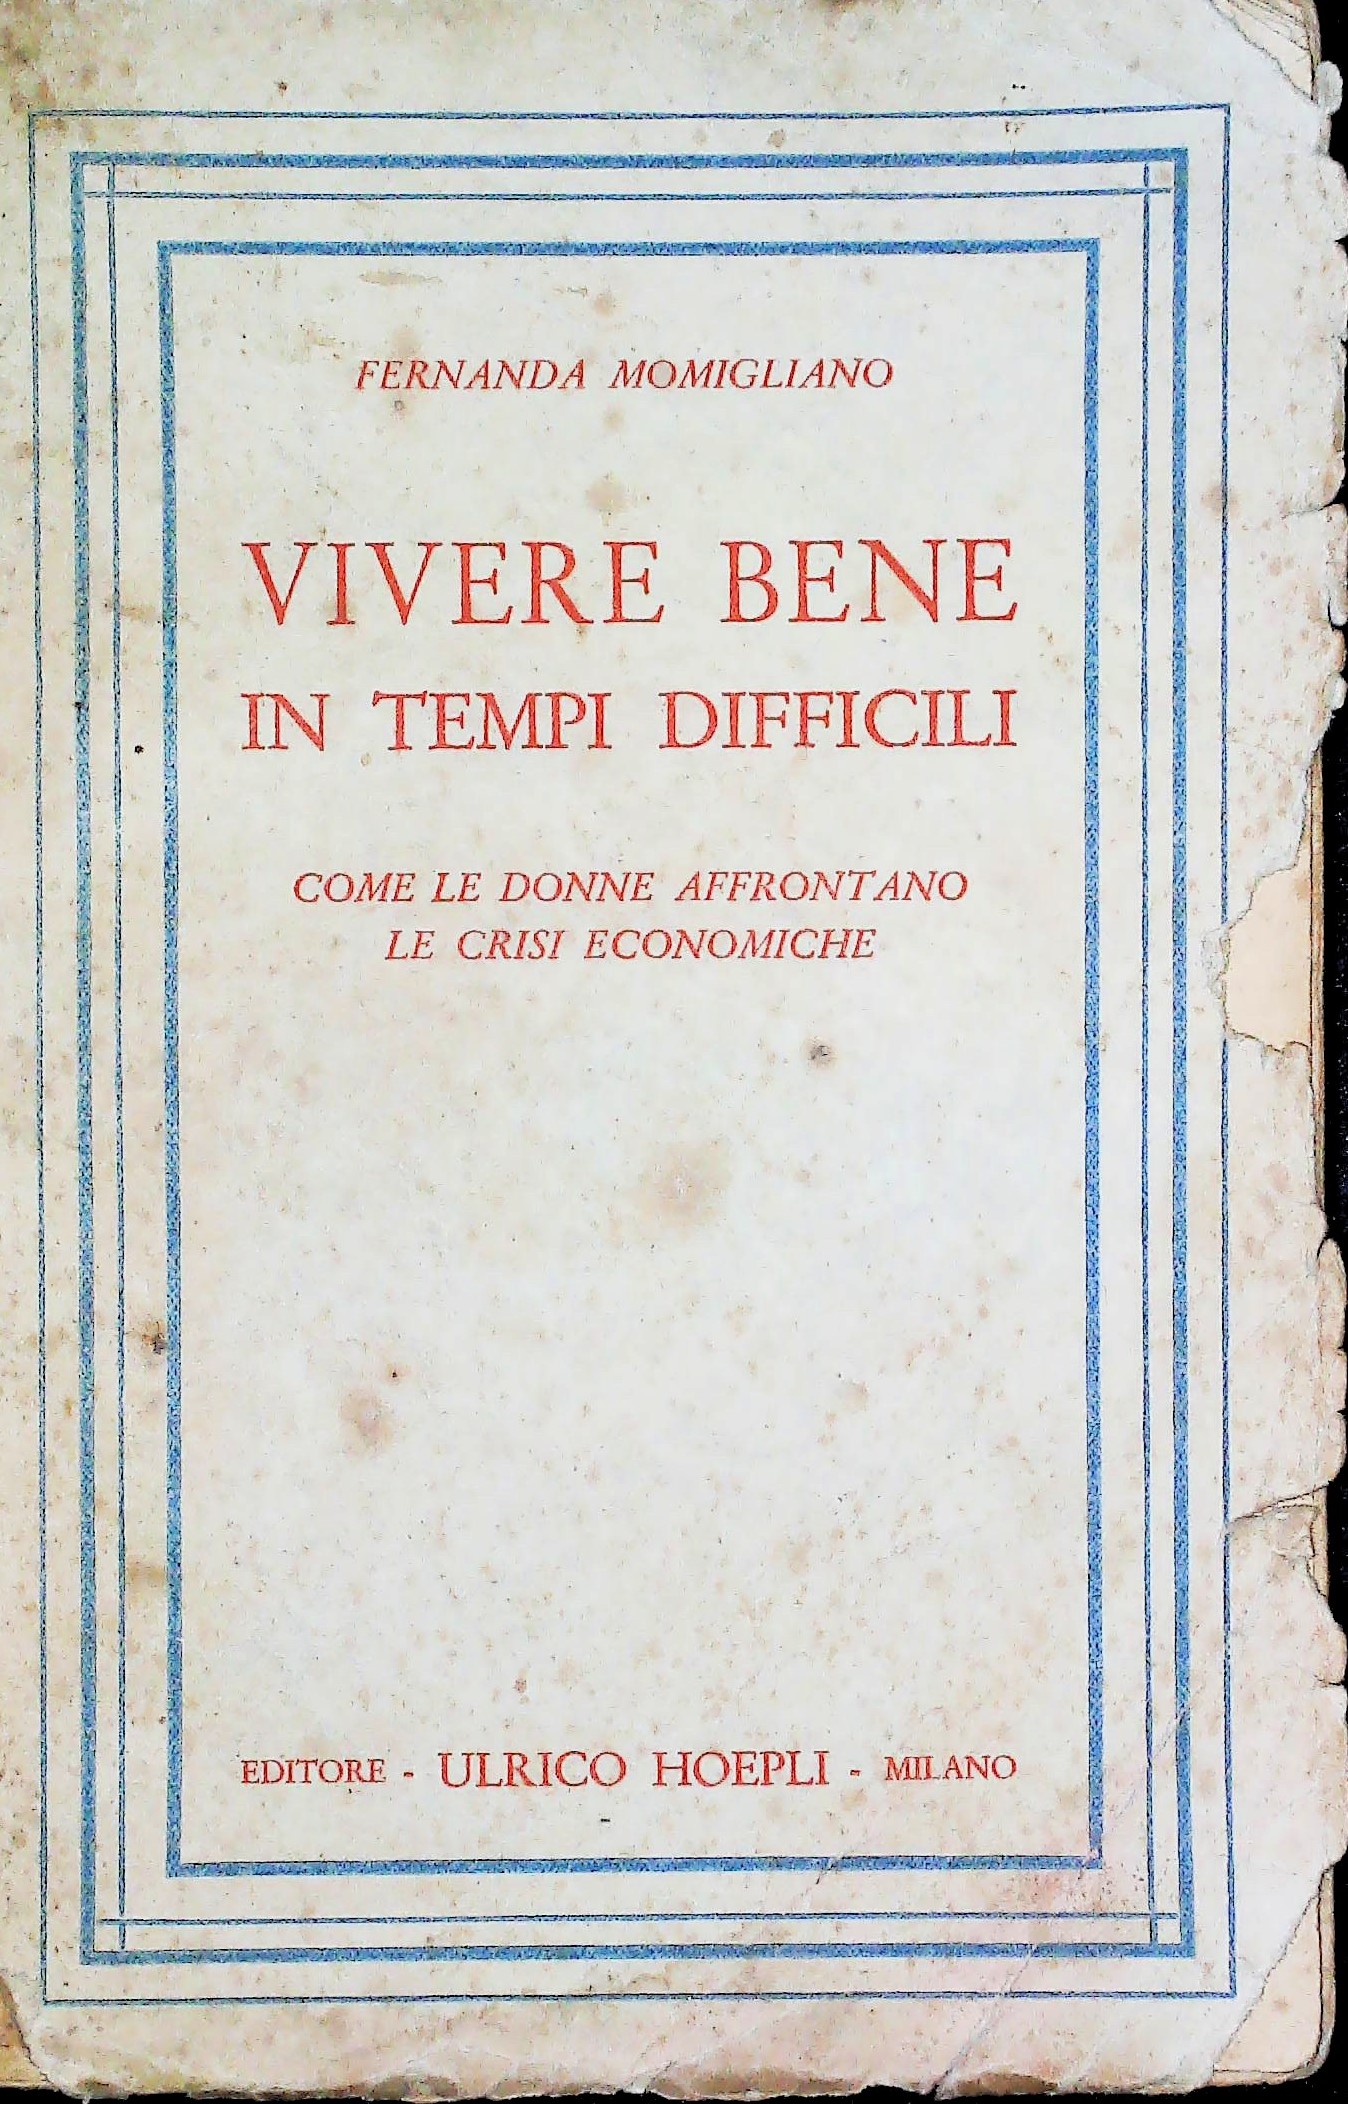 FERNANDA MOMIGLIANO
VIVERE BENE
IN TEMPI DIFFICILI
COME LE DONNE AFFRONTANO
LE CRISI ECONOMICHE
EDITORE - ULRICO HOEPLI - MILANO